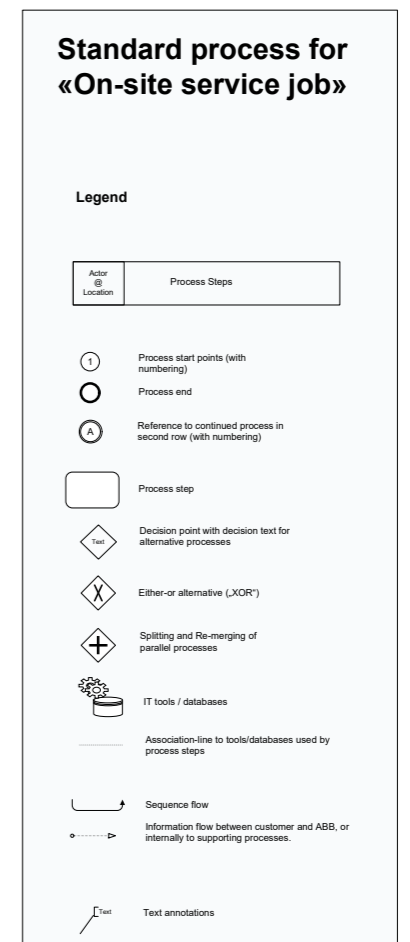 Standard process for
«On-site service job»
Legend
Actor
@
Location
Process Steps
1
Process start points (with
numbering)
Process end
A
Reference to continued process in
second row (with numbering)
Process step
Text
Decision point with decision text for
alternative processes
X
Either-or alternative („XOR“)
+
Splitting and Re-merging of
parallel processes
IT tools / databases
Association-line to tools/databases used by
process steps
Sequence flow
Information flow between customer and ABB, or
internally to supporting processes.
Text
Text annotations